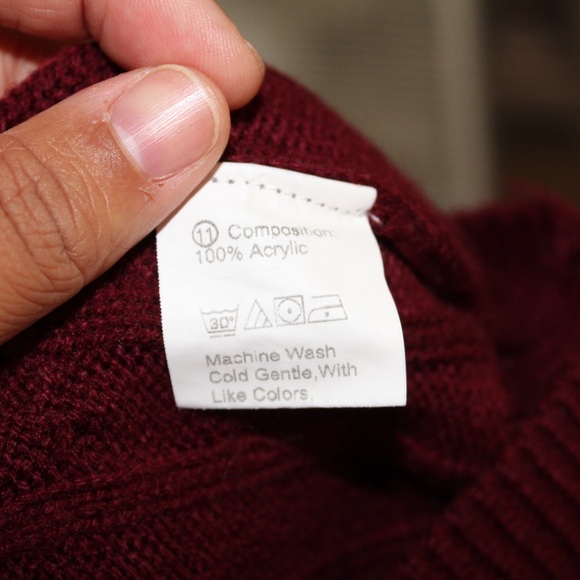 11 Composition:
100% Acrylic
30°
Machine Wash
Cold Gentle,With
Like Colors.